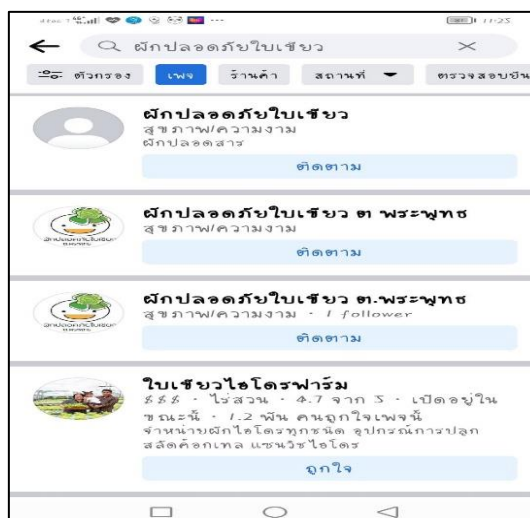 11:25
ผักปลอดภัยใบเขียว
ตัวกรอง เพจ ร้านค้า สถานที่ ตรวจสอบยืน
ผักปลอดภัยใบเขียว
สุขภาพ/ความงาม
ผักปลอดสาร
ติดตาม
ผักปลอดภัยใบเขียว ต พระพุทธ
สุขภาพ/ความงาม
ติดตาม
ผักปลอดภัยใบเขียว ต.พระพุทธ
สุขภาพ/ความงาม · 1 follower
ติดตาม
ใบเขียวไฮโดรฟาร์ม
$$$ · ไร่สวน · 4.7 จาก 5 · เปิดอยู่ใน
ขณะนี้ · 1.2 พัน คนถูกใจเพจนี้
จำหน่ายผักไฮโดรทุกชนิด อุปกรณ์การปลูก
สลัดค็อกเทล แซนวิชไฮโดร
ถูกใจ